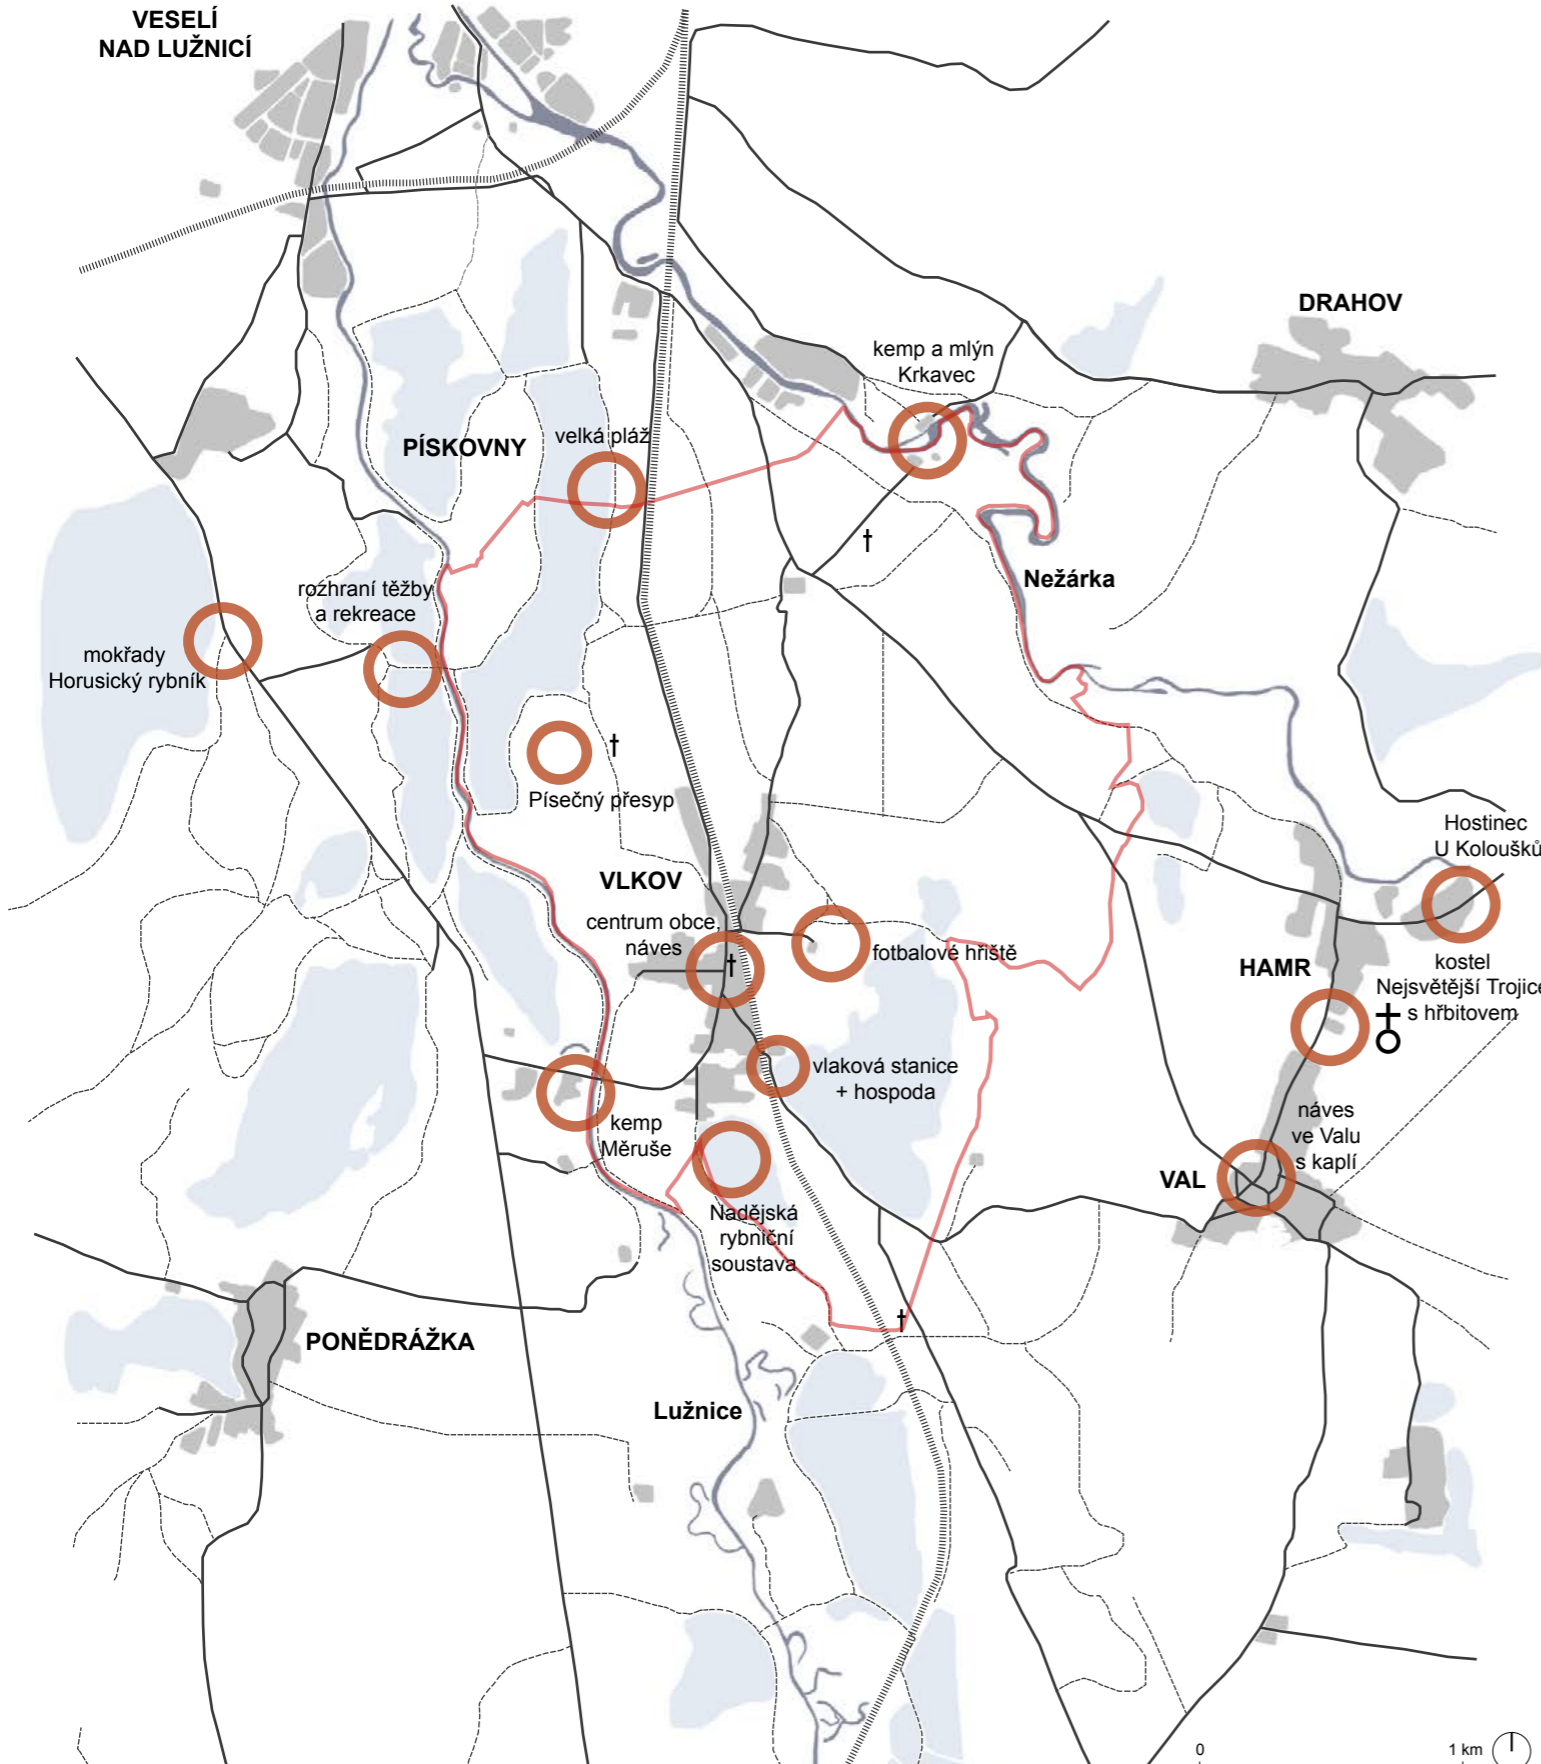 VESELÍ
NAD LUŽNICÍ
DRAHOV
kemp a mlýn
Krkavec
PÍSKOVNY
velká pláž
Nežárka
rozhraní těžby
a rekreace
mokřady
Horusický rybník
Písečný přesyp
Hostinec
U Koloušků
VLKOV
centrum obce,
náves
fotbalové hřiště
HAMR
kostel
Nejsvětější Trojice
s hřbitovem
vlaková stanice
+ hospoda
kemp
Měruše
náves
ve Valu
s kaplí
VAL
Nadějská
rybniční
soustava
PONĚDRÁŽKA
Lužnice
0
1 km